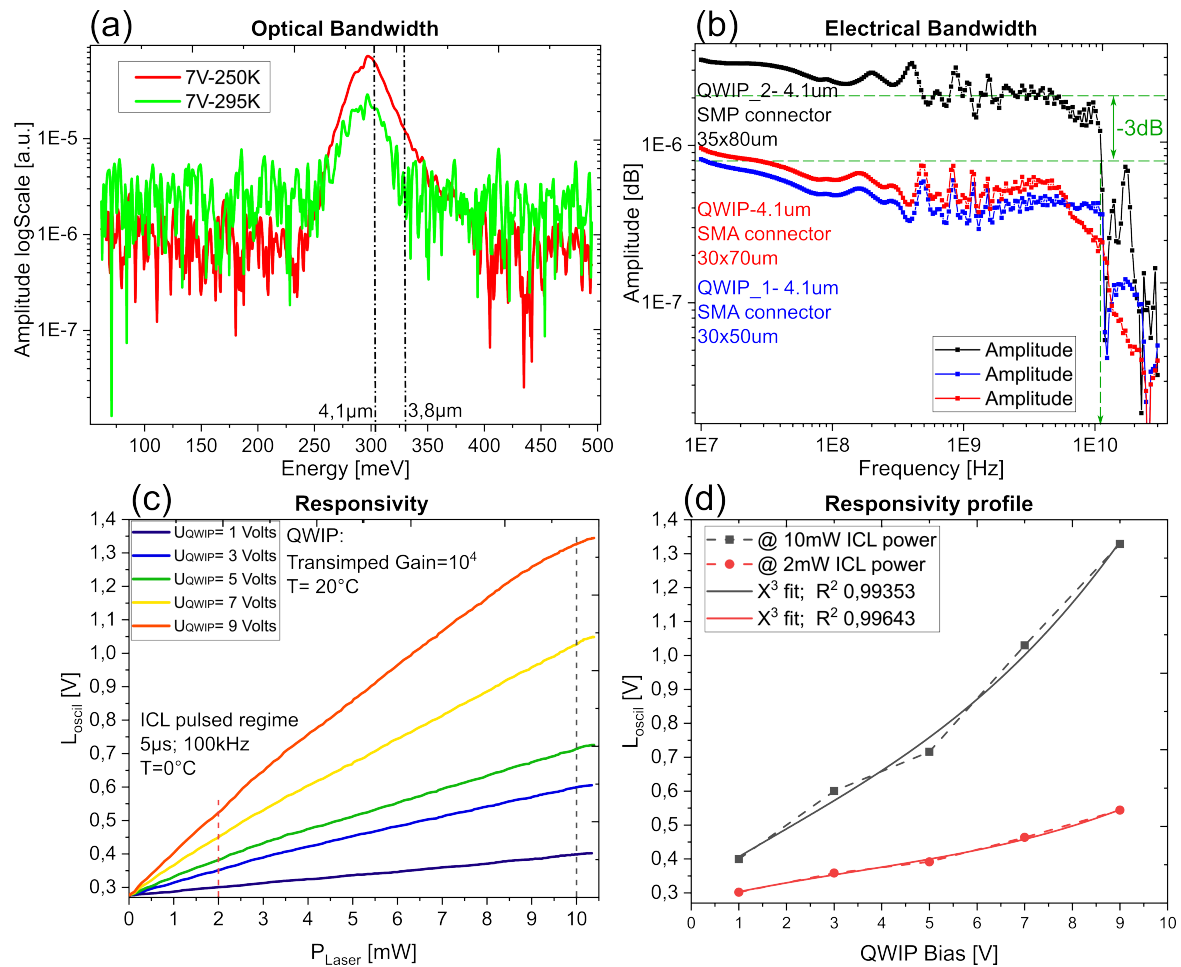 (a)
Optical Bandwidth
7V-250K
7V-295K
1E-5
1E-6
1E-7
Amplitude logScale [a.u.]
4,1µm
3,8µm
50 100 150 200 250 300 350 400 450 500
Energy [meV]
(b)
Electrical Bandwidth
QWIP_2- 4.1um
SMP connector
35x80um
-3dB
QWIP-4.1um
SMA connector
30x70um
QWIP_1- 4.1um
SMA connector
30x50um
Amplitude
Amplitude
Amplitude
1E-6
1E-7
Amplitude [dB]
1E7 1E8 1E9 1E10
Frequency [Hz]
(c)
Responsivity
UQWIP= 1 Volts
UQWIP= 3 Volts
UQWIP= 5 Volts
UQWIP= 7 Volts
UQWIP= 9 Volts
QWIP:
Transimped Gain=10⁴
T= 20°C
ICL pulsed regime
5µs; 100kHz
T=0°C
1,4
1,3
1,2
1,1
1,0
0,9
0,8
0,7
0,6
0,5
0,4
0,3
Loscil [V]
0 1 2 3 4 5 6 7 8 9 10
PLaser [mW]
(d)
Responsivity profile
@ 10mW ICL power
@ 2mW ICL power
X³ fit; R² 0,99353
X³ fit; R² 0,99643
1,4
1,3
1,2
1,1
1,0
0,9
0,8
0,7
0,6
0,5
0,4
0,3
Loscil [V]
0 1 2 3 4 5 6 7 8 9 10
QWIP Bias [V]